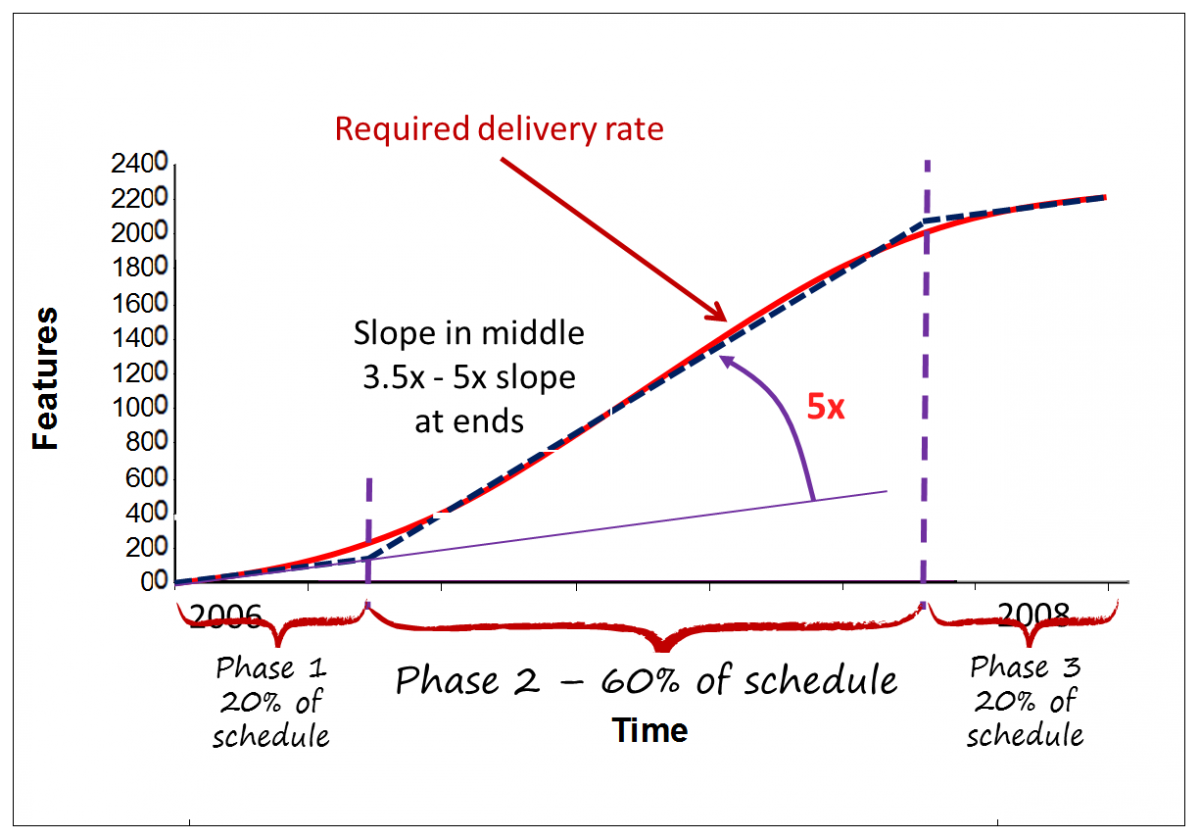 Required delivery rate
2400
2200
2000
1800
1600
1400
1200
1000
800
600
400
200
00
Features
Slope in middle
3.5x - 5x slope
at ends
5x
2006
2008
Phase 1
20% of
schedule
Phase 2 – 60% of schedule
Phase 3
20% of
schedule
Time